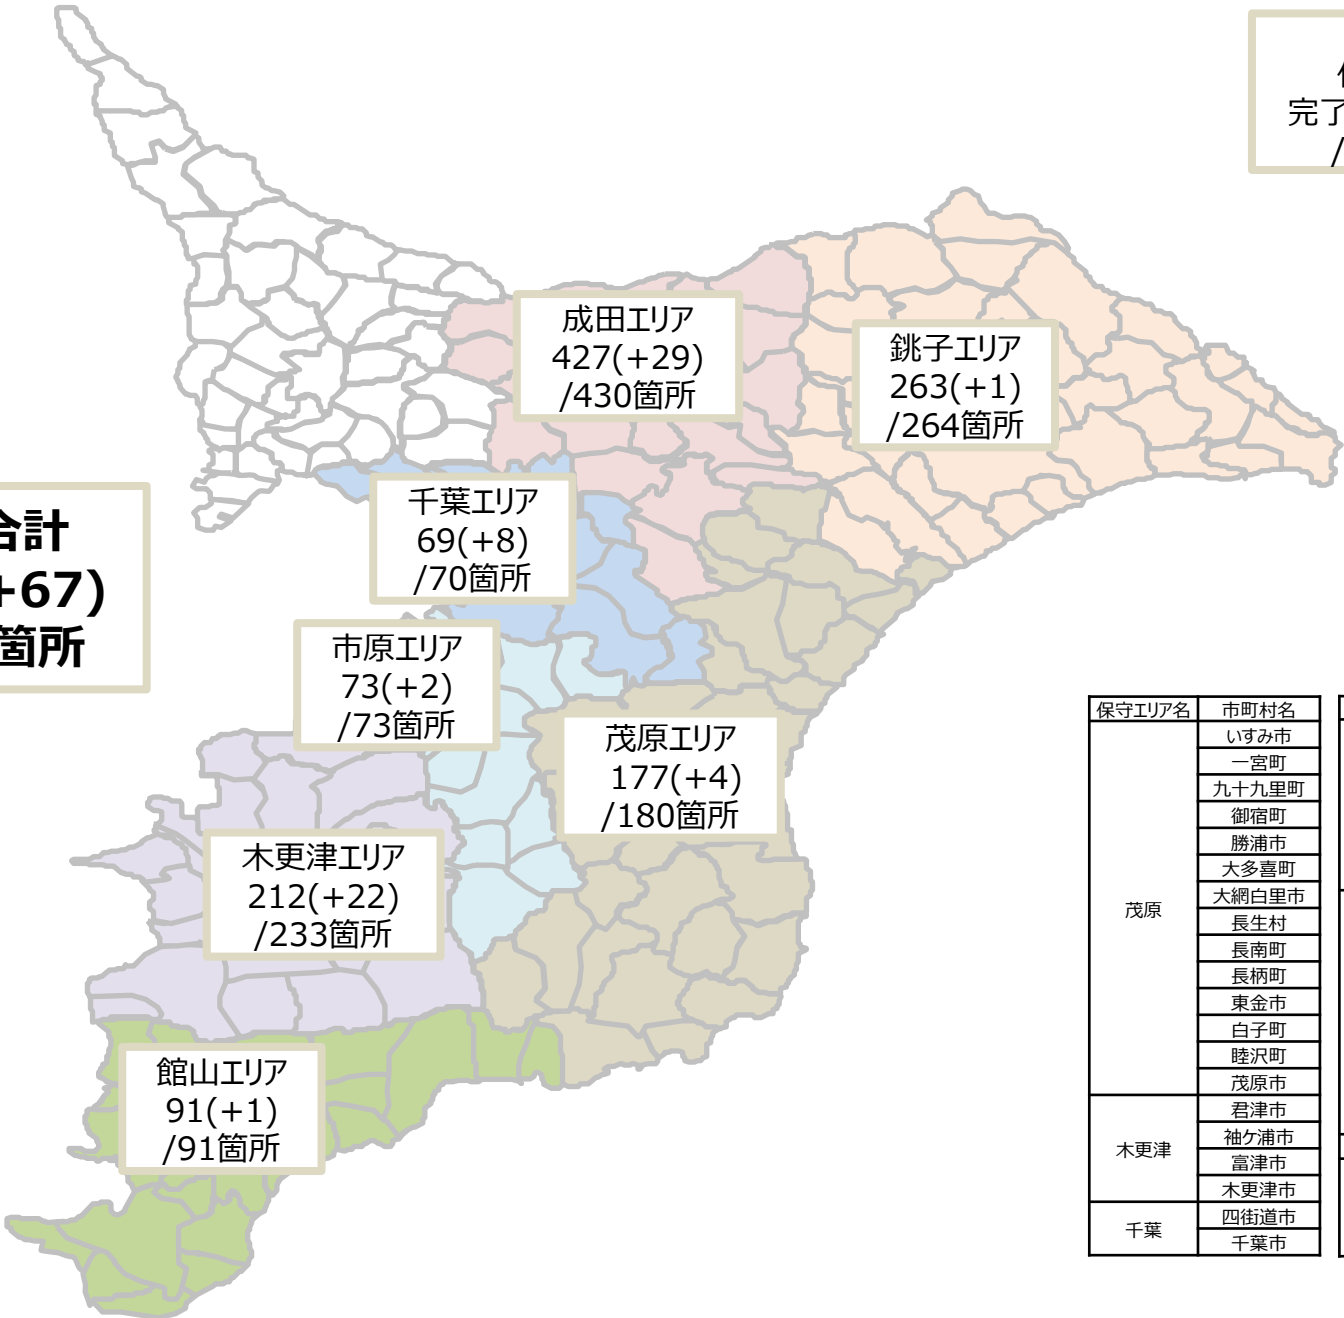 完了
/
成田エリア
427(+29)
/430箇所
銚子エリア
263(+1)
/264箇所
千葉エリア
69(+8)
/70箇所
合計
+67)
箇所
市原エリア
73(+2)
/73箇所
茂原エリア
177(+4)
/180箇所
木更津エリア
212(+22)
/233箇所
館山エリア
91(+1)
/91箇所
保守エリア名 市町村名
茂原
いすみ市
一宮町
九十九里町
御宿町
勝浦市
大多喜町
大網白里市
長生村
長南町
長柄町
東金市
白子町
睦沢町
茂原市
木更津
君津市
袖ケ浦市
富津市
木更津市
千葉
四街道市
千葉市